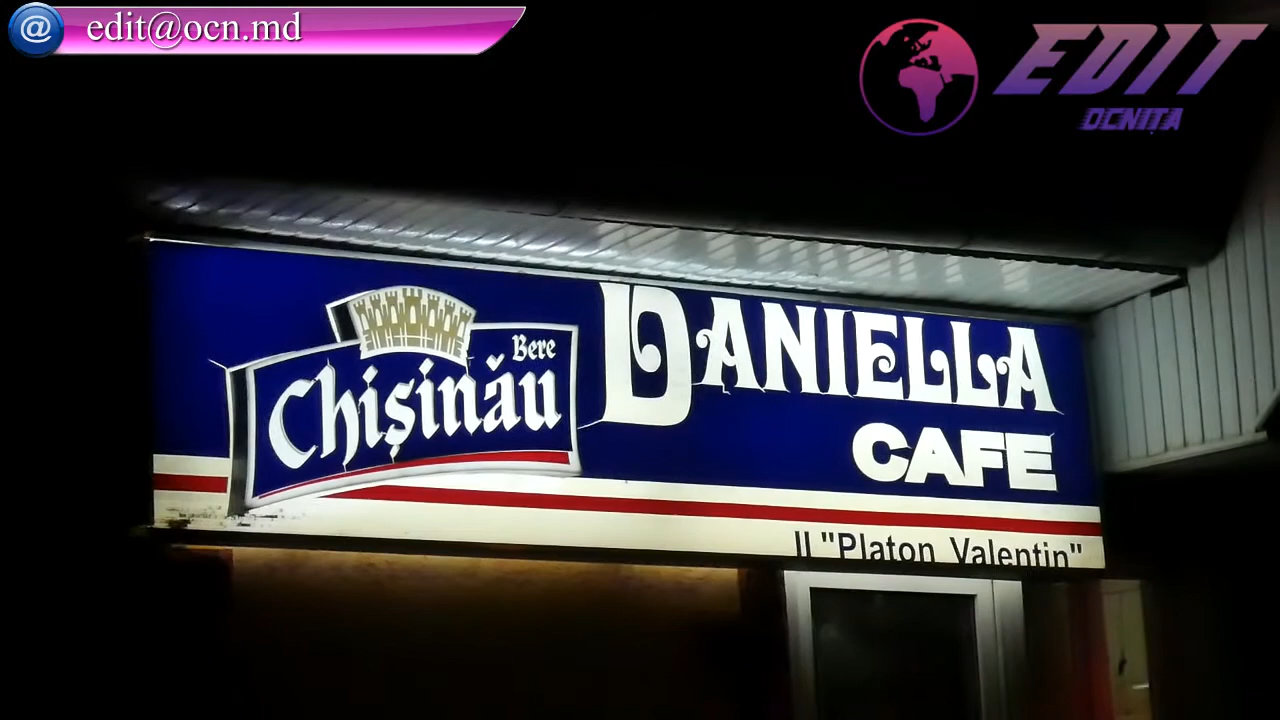 @ edit@ocn.md
EDIT
OCNIȚA
Bere
Chișinău
DANIELLA
CAFE
II "Platon Valentin"